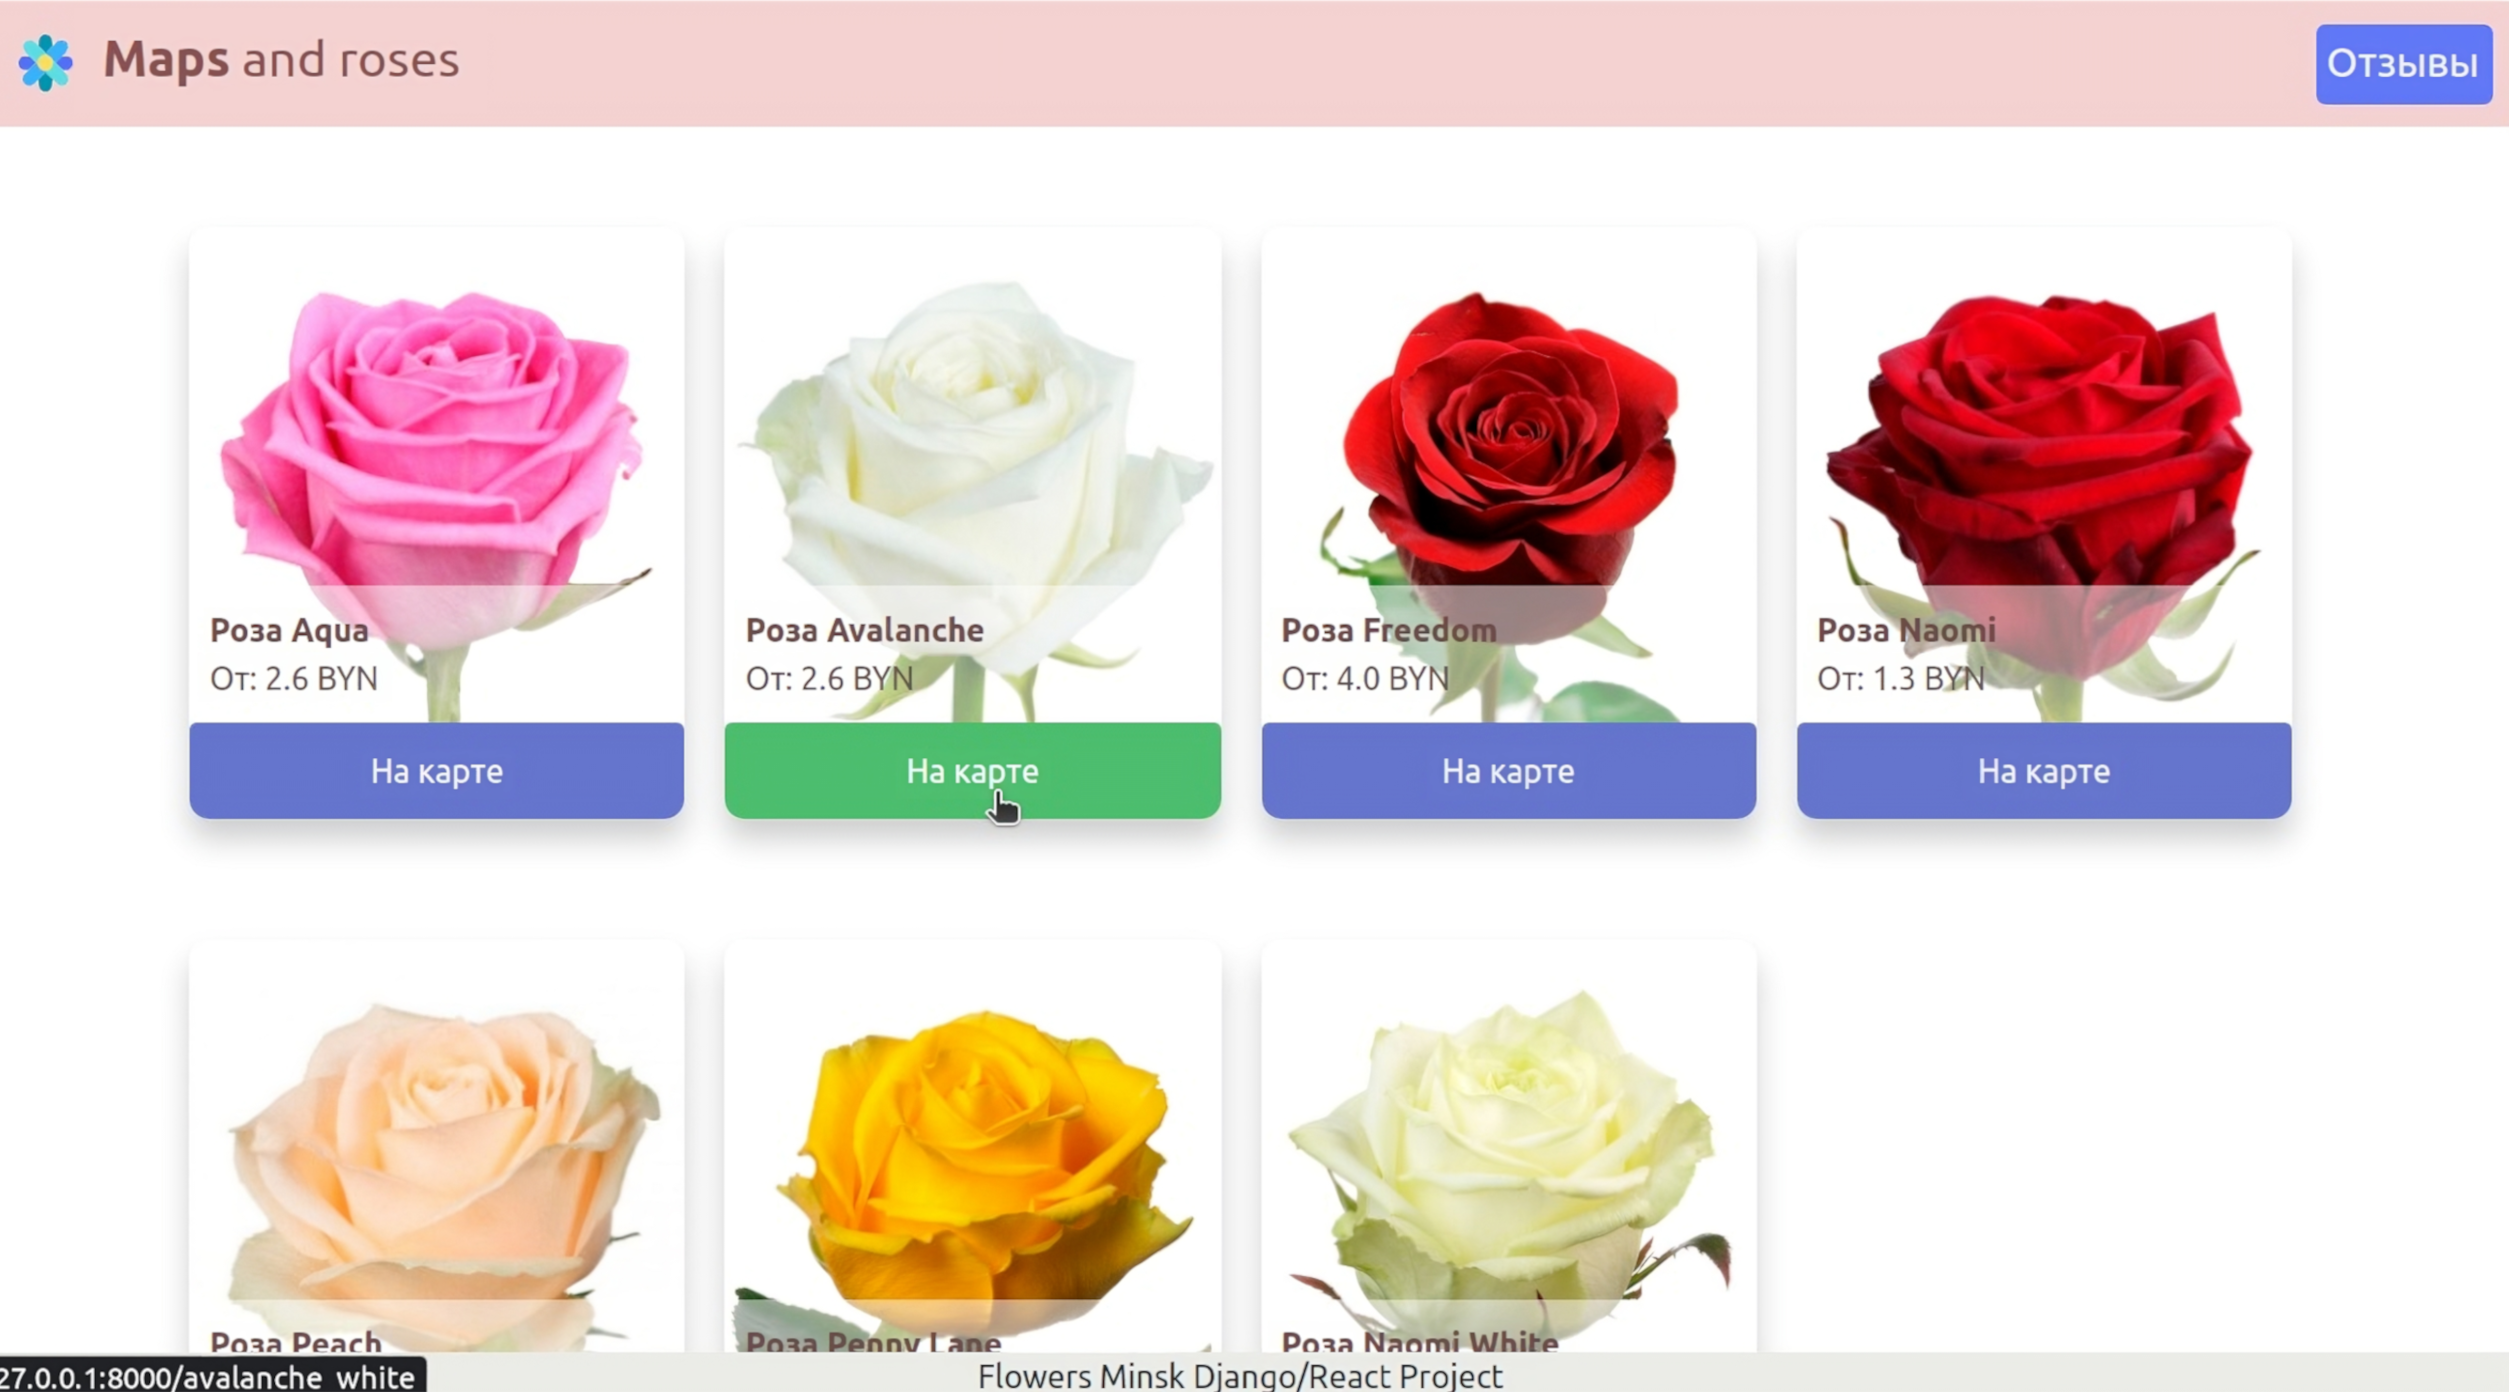 Maps and roses
Отзывы
Роза Aqua
От: 2.6 BYN
На карте
Роза Avalanche
От: 2.6 BYN
На карте
Роза Freedom
От: 4.0 BYN
На карте
Роза Naomi
От: 1.3 BYN
На карте
Роза Peach
Роза Penny Lane
Роза Naomi White
27.0.0.1:8000/avalanche_white
Flowers Minsk Django/React Project